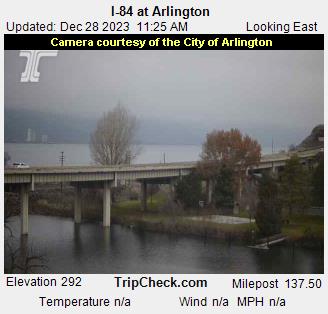 I-84 at Arlington
Updated: Dec 28 2023 11:25 AM Looking East
Camera courtesy of the City of Arlington
Elevation 292 TripCheck.com Milepost 137.50
Temperature n/a Wind n/a MPH n/a